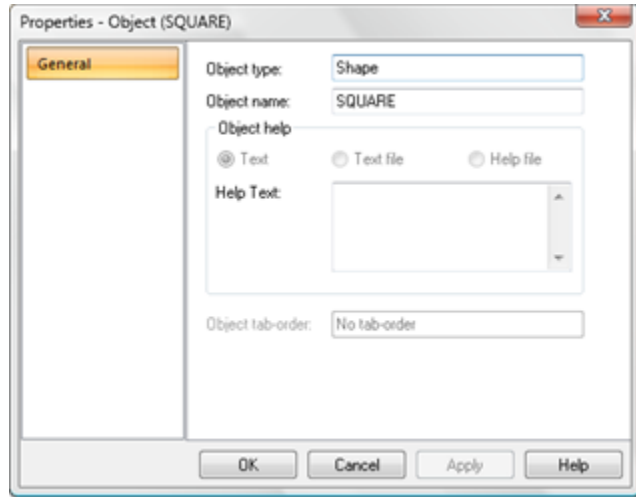 Properties - Object (SQUARE)
General
Object type: Shape
Object name: SQUARE
Object help
Text Text file Help file
Help Text:
Object tab-order: No tab-order
OK Cancel Apply Help